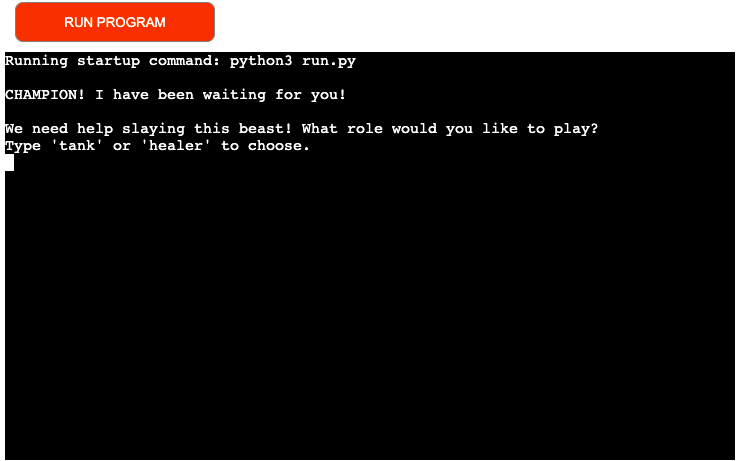 RUN PROGRAM
Running startup command: python3 run.py
CHAMPION! I have been waiting for you!
We need help slaying this beast! What role would you like to play?
Type 'tank' or 'healer' to choose.